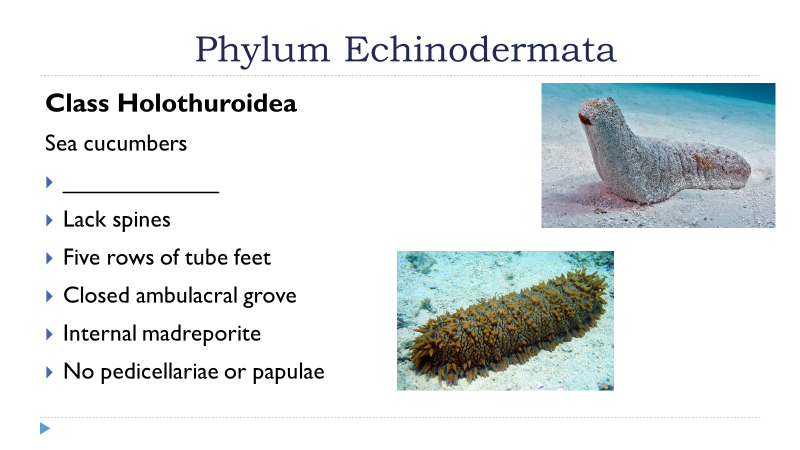 Phylum Echinodermata
Class Holothuroidea
Sea cucumbers
_____________
Lack spines
Five rows of tube feet
Closed ambulacral grove
Internal madreporite
No pedicellariae or papulae